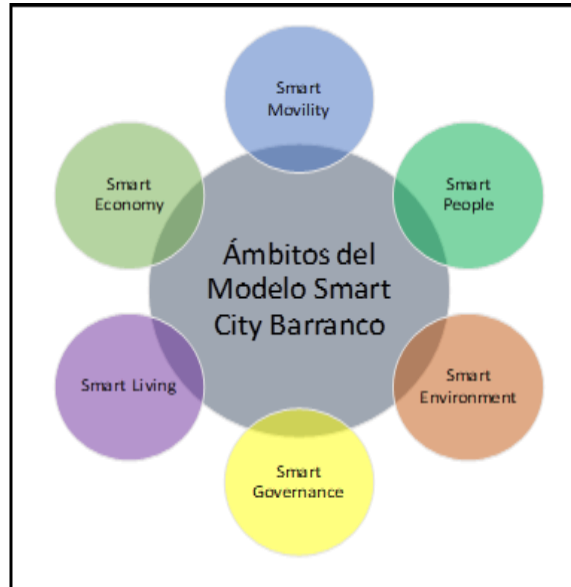 Smart
Movility
Smart
Economy
Smart
People
Ámbitos del
Modelo Smart
City Barranco
Smart Living
Smart
Environment
Smart
Governance